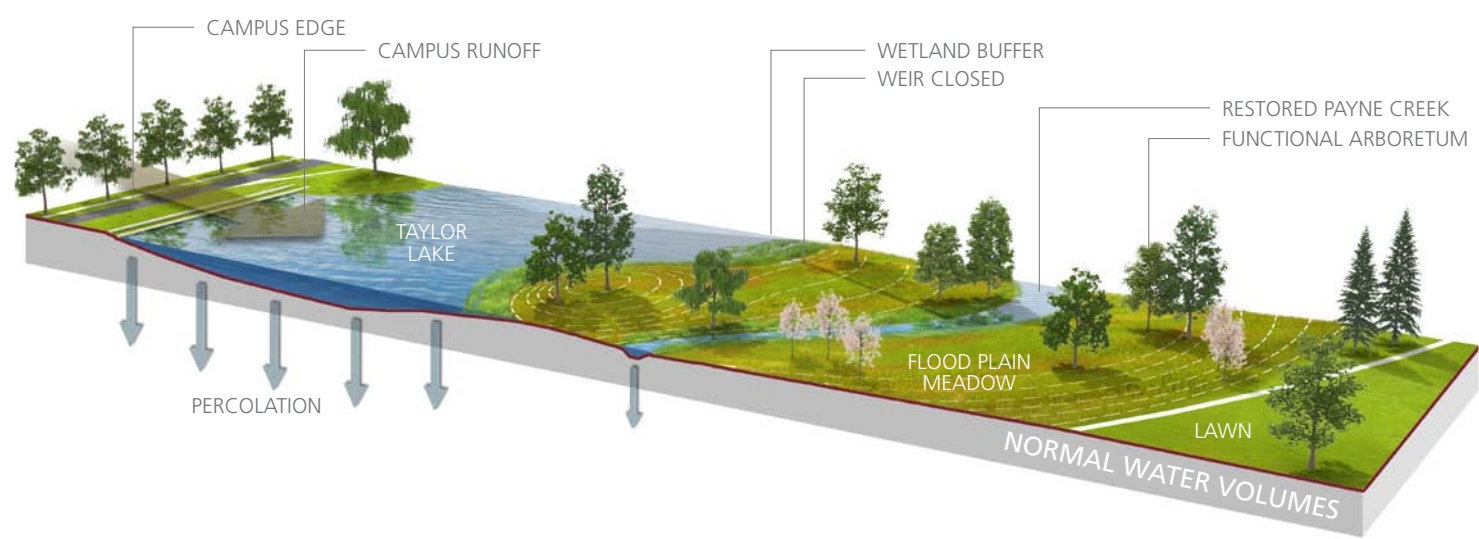 CAMPUS EDGE
CAMPUS RUNOFF
WETLAND BUFFER
WEIR CLOSED
RESTORED PAYNE CREEK
FUNCTIONAL ARBORETUM
TAYLOR
LAKE
FLOOD PLAIN
MEADOW
PERCOLATION
LAWN
NORMAL WATER VOLUMES